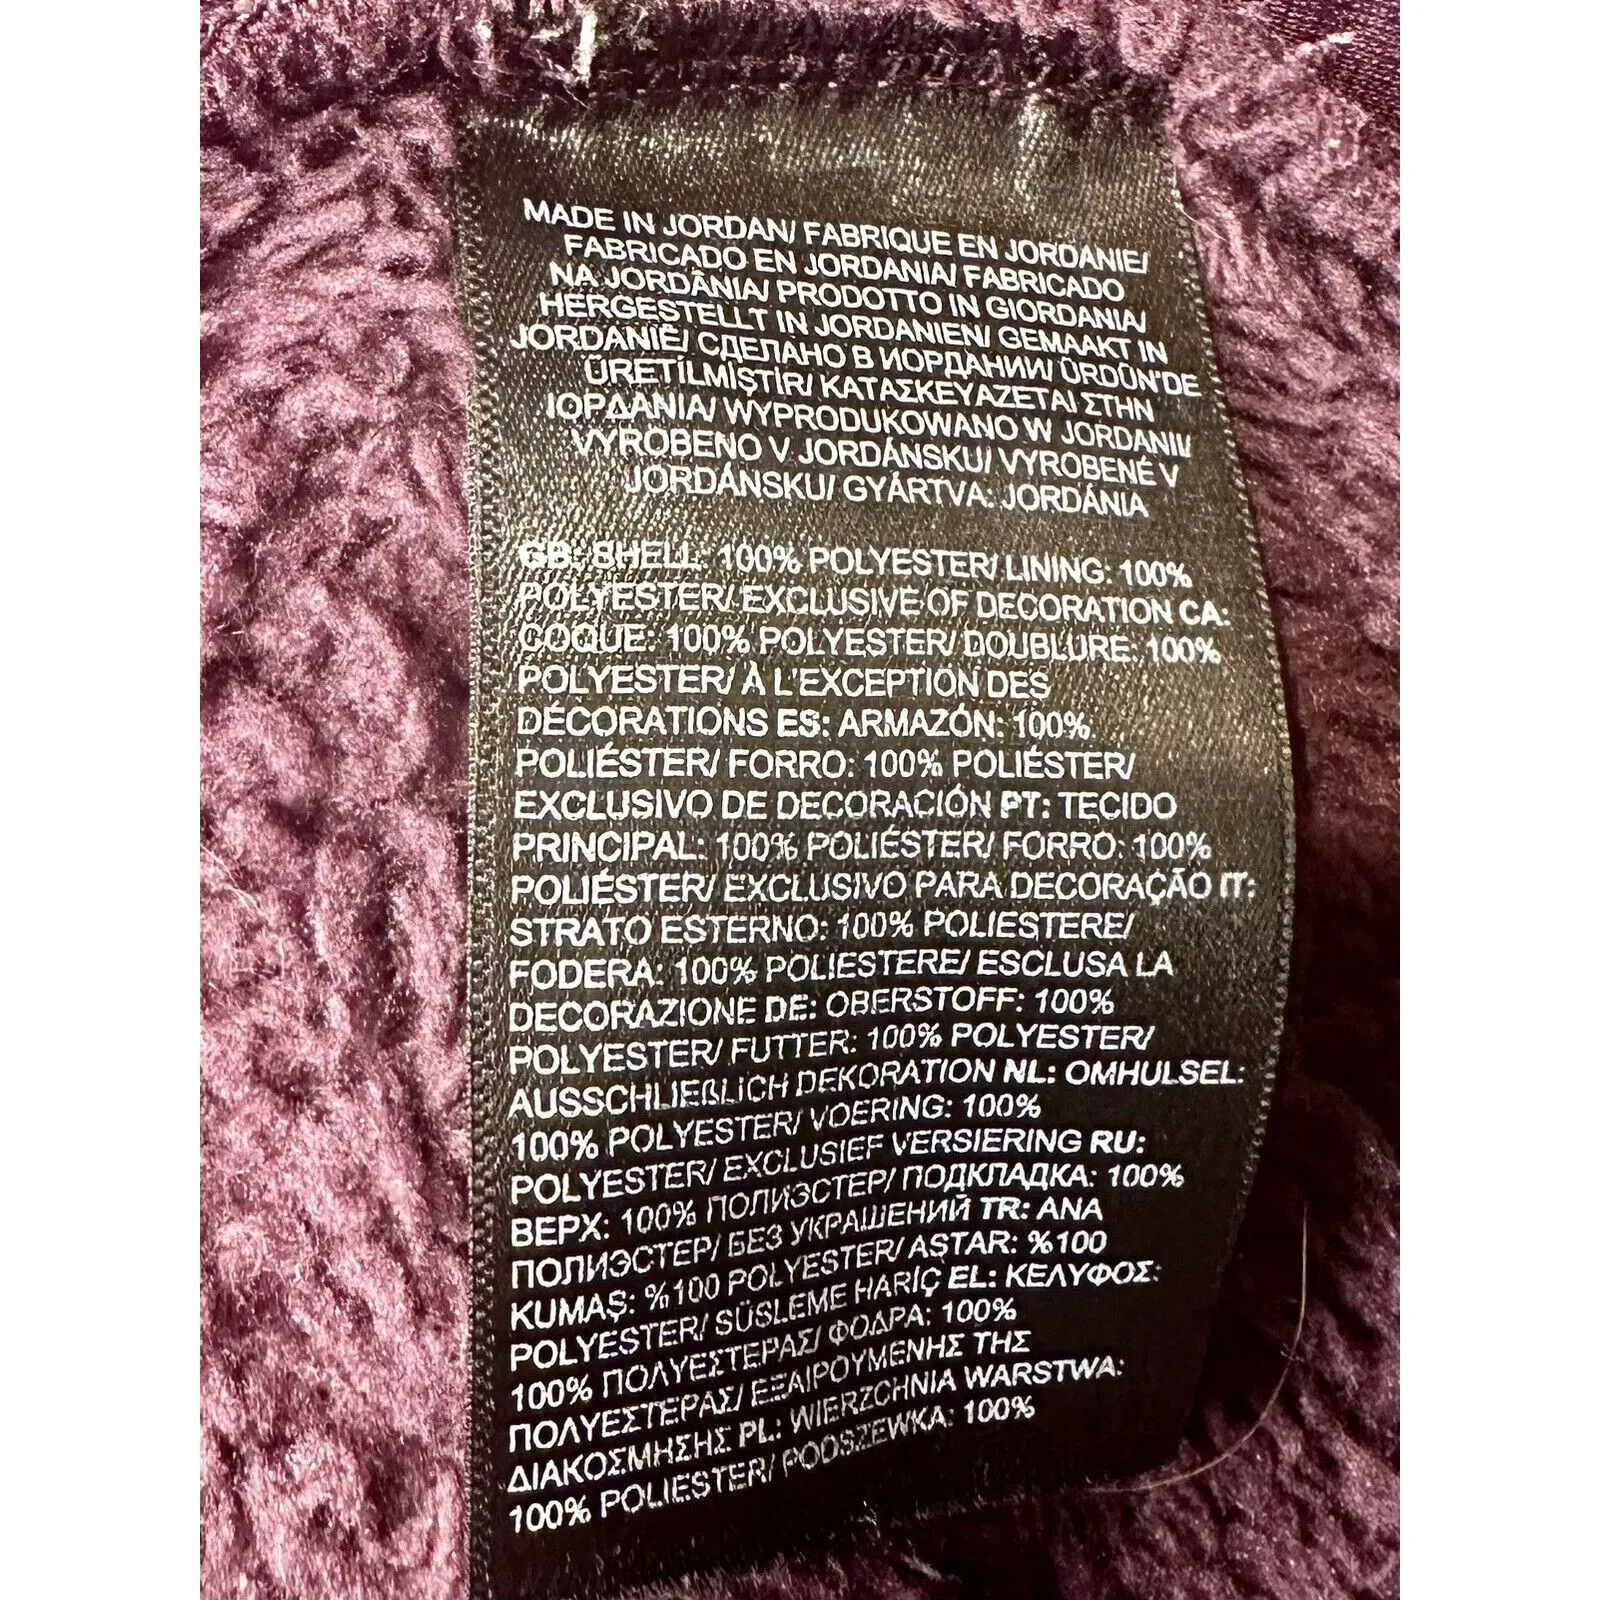 MADE IN JORDAN/ FABRIQUE EN JORDANIE/
FABRICADO EN JORDANIA/ FABRICADO
NA JORDÂNIA/ PRODOTTO IN GIORDANIA/
HERGESTELLT IN JORDANIEN/ GEMAAKT IN
JORDANIË/ СДЕЛАНО В ИОРДАНИИ/ ÜRDÜN'DE
ÜRETİLMİŞTİR/ ΚΑΤΑΣΚΕΥΑΖΕΤΑΙ ΣΤΗΝ
ΙΟΡΔΑΝΙΑ/ WYPRODUKOWANO W JORDANII/
VYROBENO V JORDÁNSKU/ VYROBENÉ V
JORDÁNSKU/ GYÁRTVA: JORDÁNIA
GB: SHELL: 100% POLYESTER/ LINING: 100%
POLYESTER/ EXCLUSIVE OF DECORATION CA:
COQUE: 100% POLYESTER/ DOUBLURE: 100%
POLYESTER/ À L'EXCEPTION DES
DÉCORATIONS ES: ARMAZÓN: 100%
POLIÉSTER/ FORRO: 100% POLIÉSTER/
EXCLUSIVO DE DECORACIÓN PT: TECIDO
PRINCIPAL: 100% POLIÉSTER/ FORRO: 100%
POLIÉSTER/ EXCLUSIVO PARA DECORAÇÃO IT:
STRATO ESTERNO: 100% POLIESTERE/
FODERA: 100% POLIESTERE/ ESCLUSA LA
DECORAZIONE DE: OBERSTOFF: 100%
POLYESTER/ FUTTER: 100% POLYESTER/
AUSSCHLIEßLICH DEKORATION NL: OMHULSEL:
100% POLYESTER/ VOERING: 100%
POLYESTER/ EXCLUSIEF VERSIERING RU:
ВЕРХ: 100% ПОЛИЭСТЕР/ ПОДКЛАДКА: 100%
ПОЛИЭСТЕР/ БЕЗ УКРАШЕНИЙ TR: ANA
KUMAŞ: %100 POLYESTER/ ASTAR: %100
POLYESTER/ SÜSLEME HARİÇ EL: ΚΕΛΥΦΟΣ:
100% ΠΟΛΥΕΣΤΕΡΑΣ/ ΦΟΔΡΑ: 100%
ΠΟΛΥΕΣΤΕΡΑΣ/ ΕΞΑΙΡΟΥΜΕΝΗΣ ΤΗΣ
ΔΙΑΚΟΣΜΗΣΗΣ PL: WIERZCHNIA WARSTWA:
100% POLIESTER/ PODSZEWKA: 100%